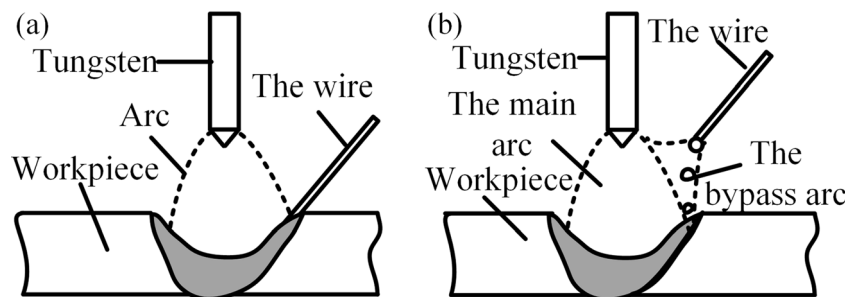 (a)
Tungsten
The wire
Arc
Workpiece
(b)
The wire
Tungsten
The main
arc
The
Workpiece
bypass arc